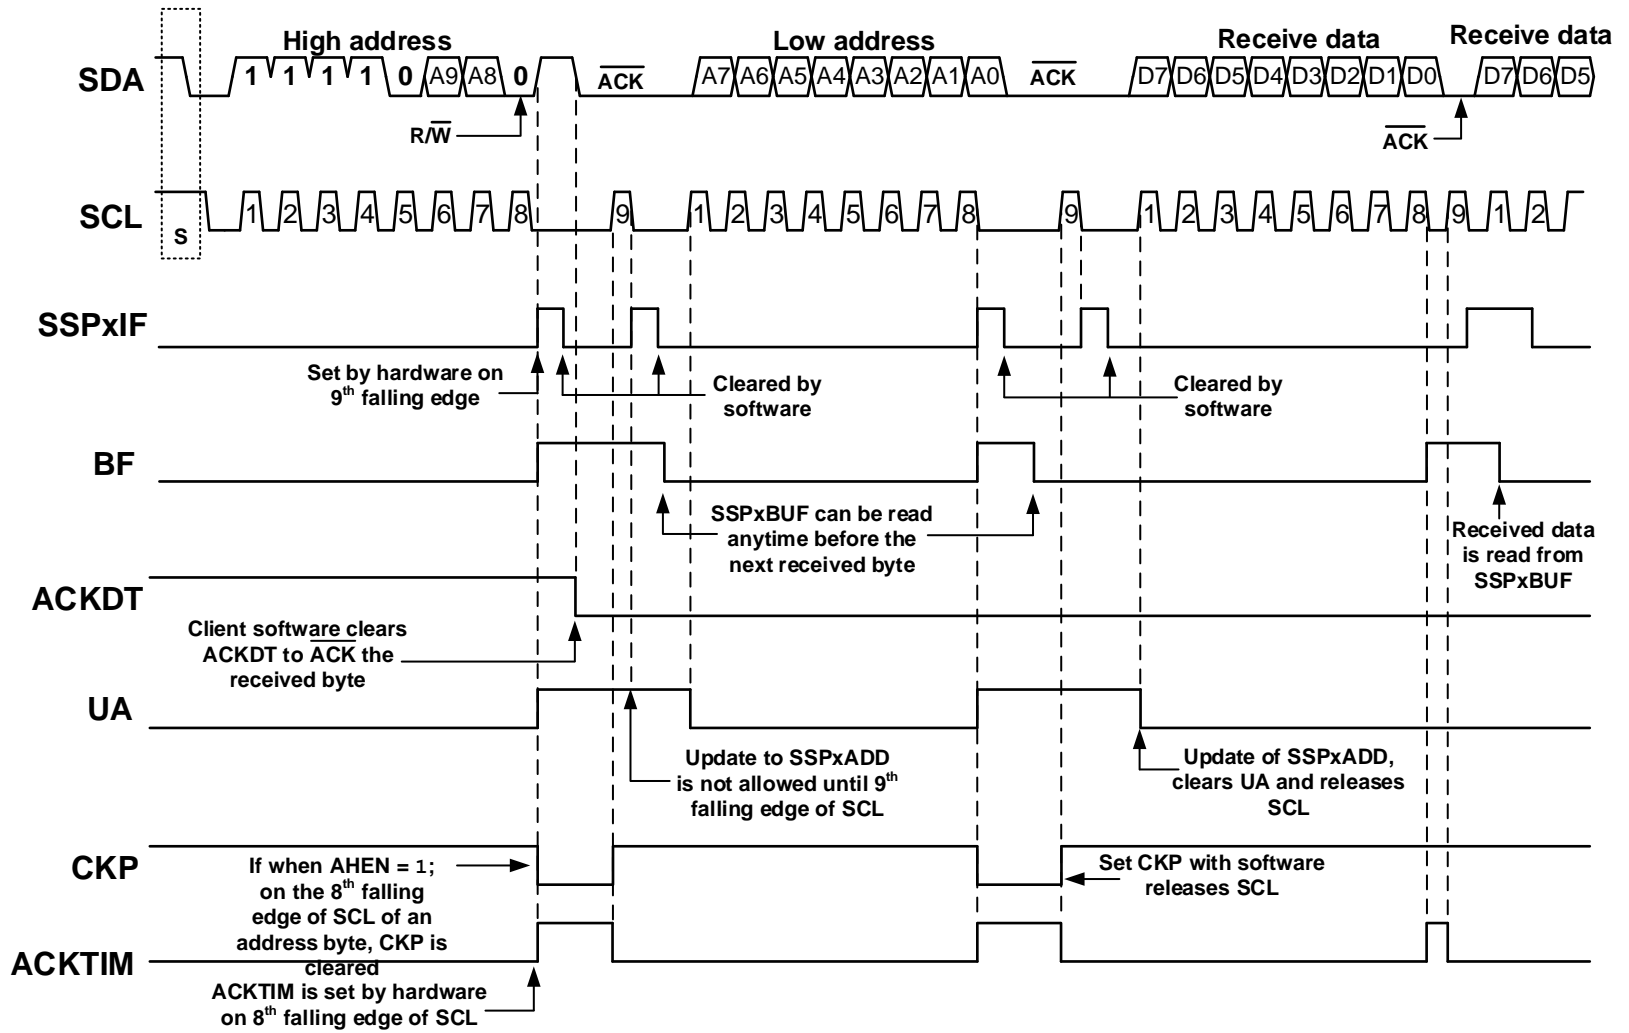 High address
Low address
Receive data
Receive data
SDA
1 1 1 1 0 A9 A8 0
ACK
A7 A6 A5 A4 A3 A2 A1 A0
ACK
D7 D6 D5 D4 D3 D2 D1 D0
D7 D6 D5
R/W
ACK
SCL
S
1 2 3 4 5 6 7 8 9 1 2 3 4 5 6 7 8 9 1 2 3 4 5 6 7 8 9 1 2
SSPxIF
Set by hardware on
9th falling edge
Cleared by
software
Cleared by
software
BF
SSPxBUF can be read
anytime before the
next received byte
Received data
is read from
SSPxBUF
ACKDT
Client software clears
ACKDT to ACK the
received byte
UA
Update to SSPxADD
is not allowed until 9th
falling edge of SCL
Update of SSPxADD,
clears UA and releases
SCL
CKP
If when AHEN = 1;
on the 8th falling
edge of SCL of an
address byte, CKP is
cleared
Set CKP with software
releases SCL
ACKTIM
ACKTIM is set by hardware
on 8th falling edge of SCL